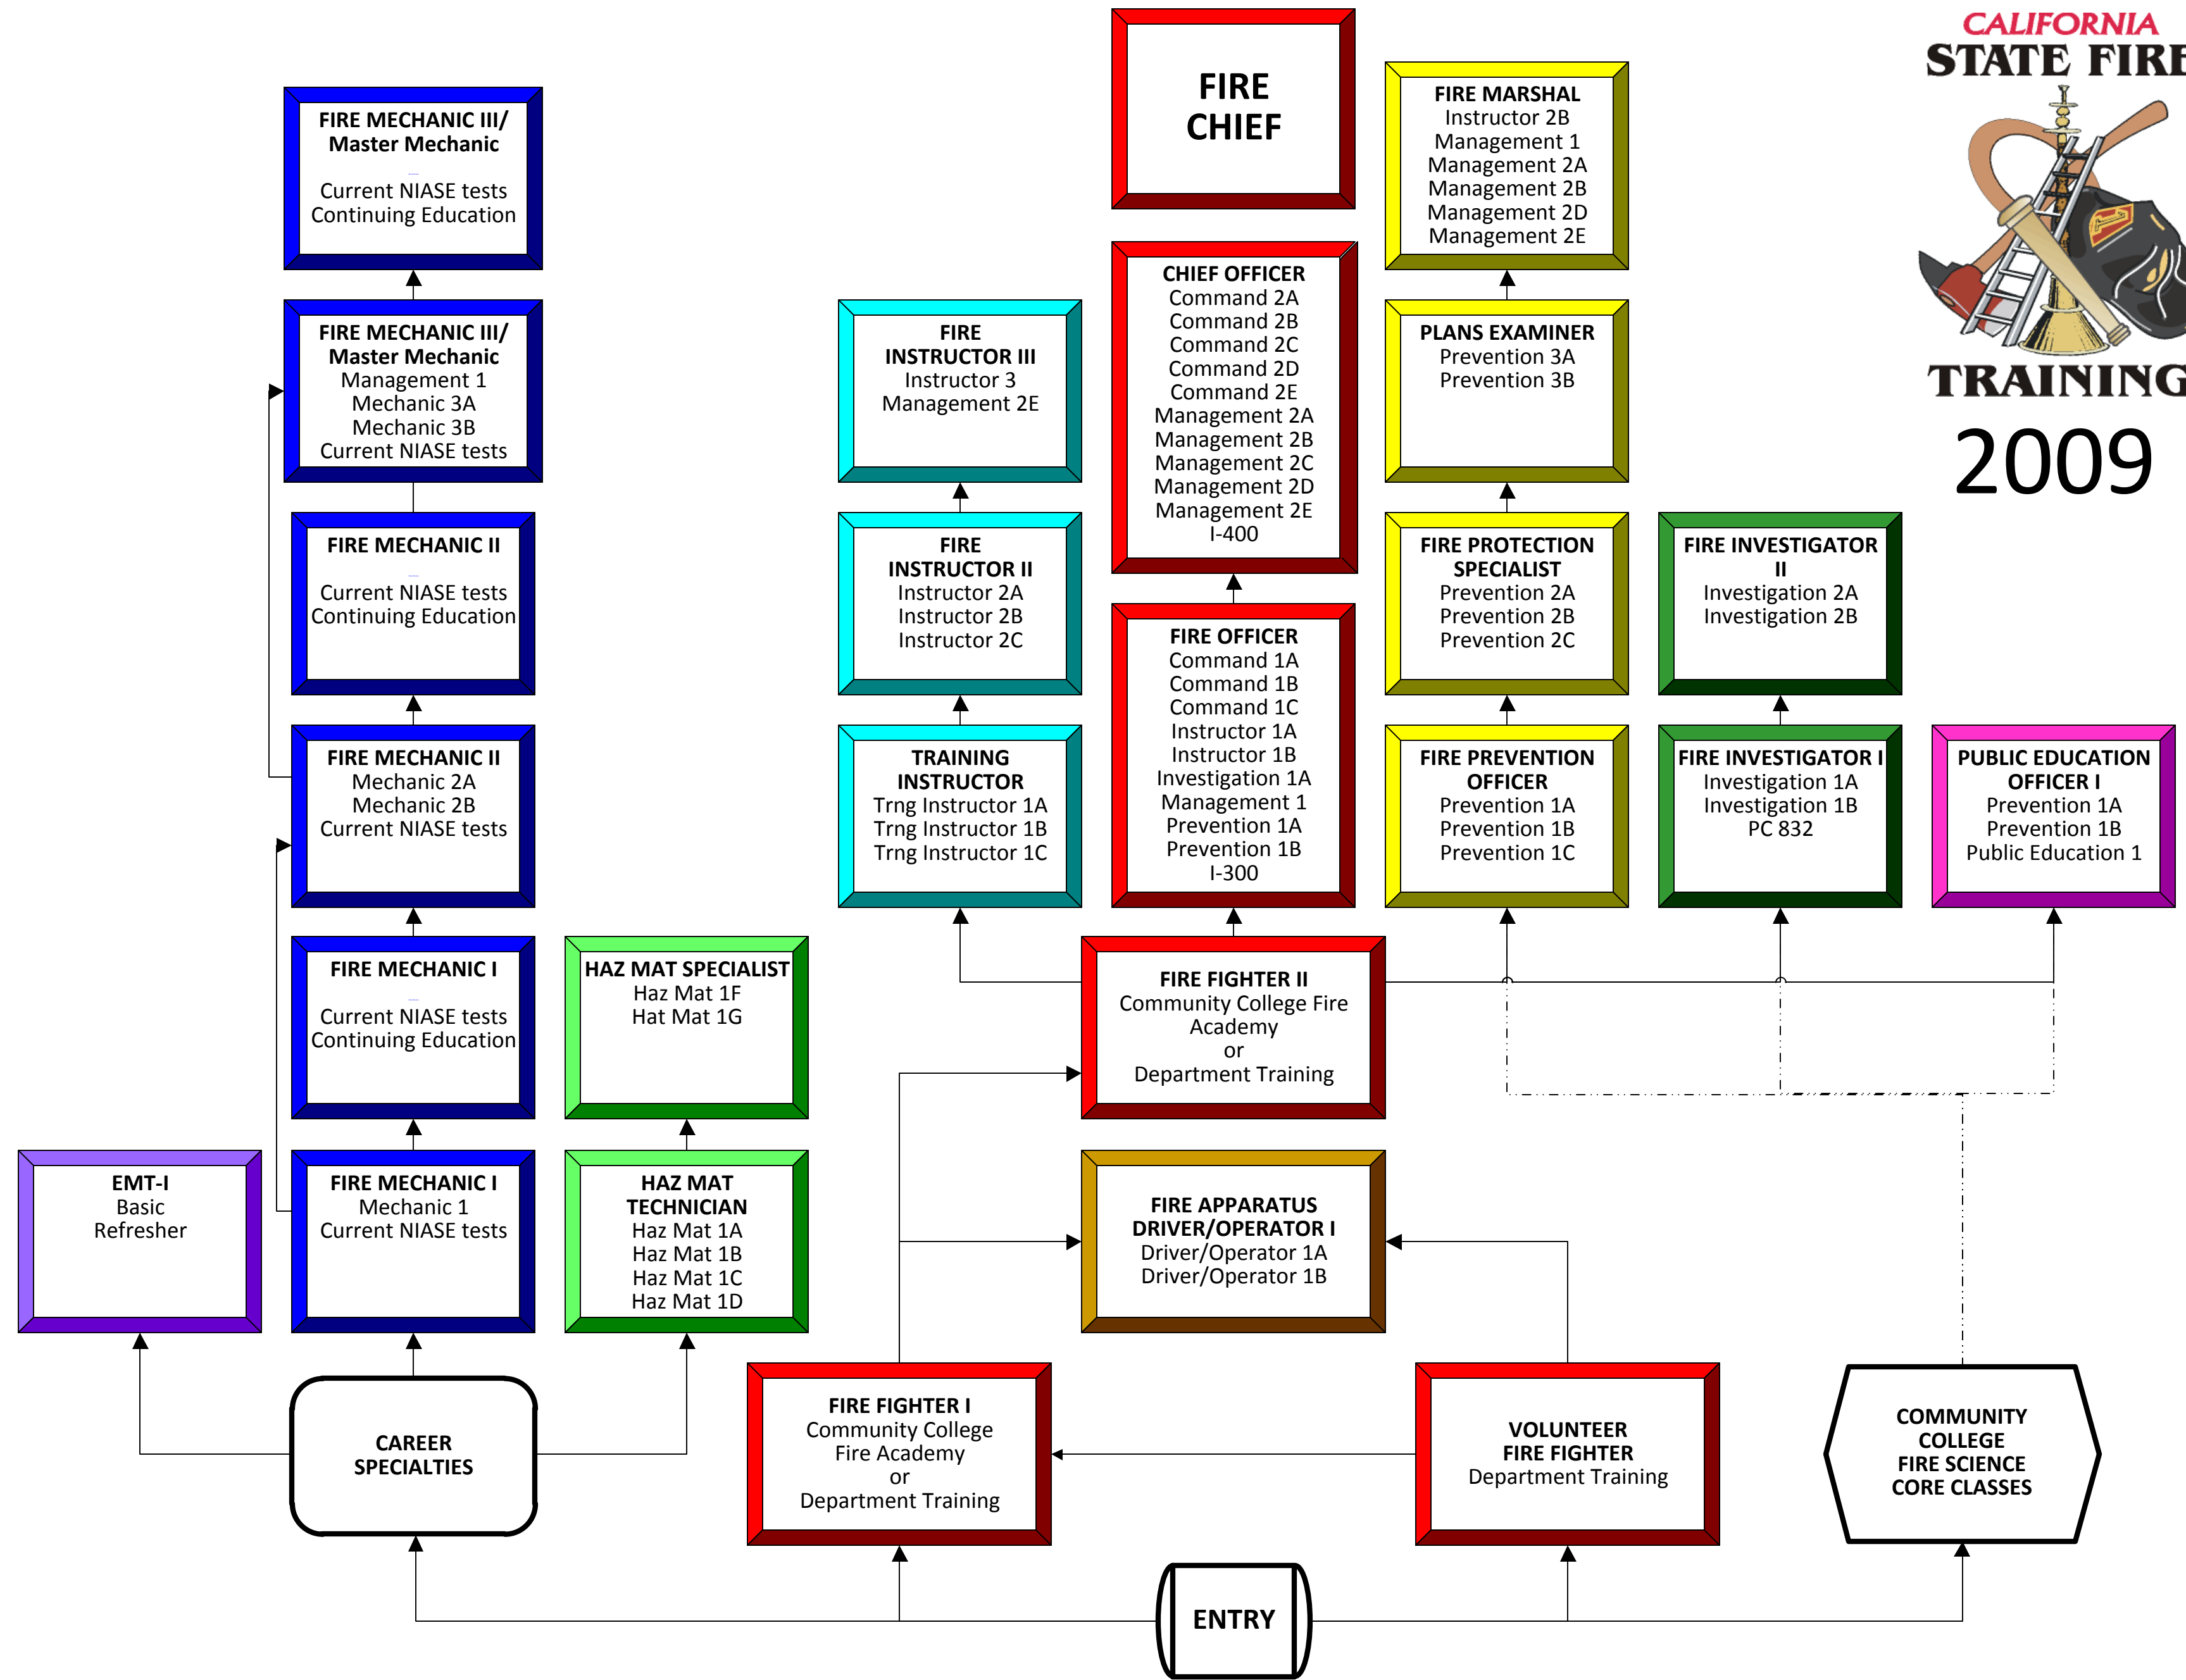 CALIFORNIA
STATE FIRE
TRAINING
2009
FIRE
CHIEF
FIRE MARSHAL
Instructor 2B
Management 1
Management 2A
Management 2B
Management 2D
Management 2E
FIRE MECHANIC III/
Master Mechanic
Current NIASE tests
Continuing Education
CHIEF OFFICER
Command 2A
Command 2B
Command 2C
Command 2D
Command 2E
Management 2A
Management 2B
Management 2C
Management 2D
Management 2E
I-400
FIRE MECHANIC III/
Master Mechanic
Management 1
Mechanic 3A
Mechanic 3B
Current NIASE tests
FIRE
INSTRUCTOR III
Instructor 3
Management 2E
PLANS EXAMINER
Prevention 3A
Prevention 3B
FIRE MECHANIC II
Current NIASE tests
Continuing Education
FIRE
INSTRUCTOR II
Instructor 2A
Instructor 2B
Instructor 2C
FIRE PROTECTION
SPECIALIST
Prevention 2A
Prevention 2B
Prevention 2C
FIRE INVESTIGATOR
II
Investigation 2A
Investigation 2B
FIRE OFFICER
Command 1A
Command 1B
Command 1C
Instructor 1A
Instructor 1B
Investigation 1A
Management 1
Prevention 1A
Prevention 1B
I-300
FIRE MECHANIC II
Mechanic 2A
Mechanic 2B
Current NIASE tests
TRAINING
INSTRUCTOR
Trng Instructor 1A
Trng Instructor 1B
Trng Instructor 1C
FIRE PREVENTION
OFFICER
Prevention 1A
Prevention 1B
Prevention 1C
FIRE INVESTIGATOR I
Investigation 1A
Investigation 1B
PC 832
PUBLIC EDUCATION
OFFICER I
Prevention 1A
Prevention 1B
Public Education 1
FIRE MECHANIC I
Current NIASE tests
Continuing Education
HAZ MAT SPECIALIST
Haz Mat 1F
Hat Mat 1G
FIRE FIGHTER II
Community College Fire
Academy
or
Department Training
EMT-I
Basic
Refresher
FIRE MECHANIC I
Mechanic 1
Current NIASE tests
HAZ MAT
TECHNICIAN
Haz Mat 1A
Haz Mat 1B
Haz Mat 1C
Haz Mat 1D
FIRE APPARATUS
DRIVER/OPERATOR I
Driver/Operator 1A
Driver/Operator 1B
CAREER
SPECIALTIES
FIRE FIGHTER I
Community College
Fire Academy
or
Department Training
VOLUNTEER
FIRE FIGHTER
Department Training
COMMUNITY
COLLEGE
FIRE SCIENCE
CORE CLASSES
ENTRY